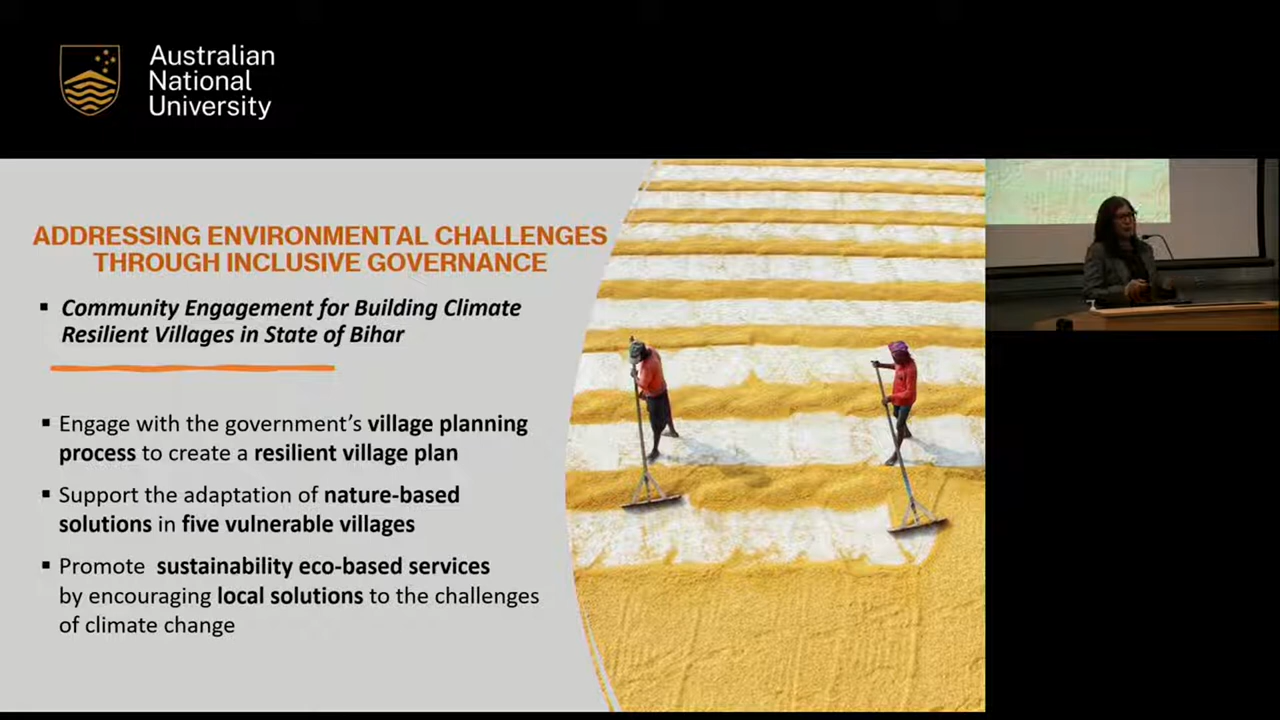 Australian
National
University
ADDRESSING ENVIRONMENTAL CHALLENGES
THROUGH INCLUSIVE GOVERNANCE
▪ Community Engagement for Building Climate
Resilient Villages in State of Bihar
▪ Engage with the government’s village planning
process to create a resilient village plan
▪ Support the adaptation of nature-based
solutions in five vulnerable villages
▪ Promote sustainability eco-based services
by encouraging local solutions to the challenges
of climate change